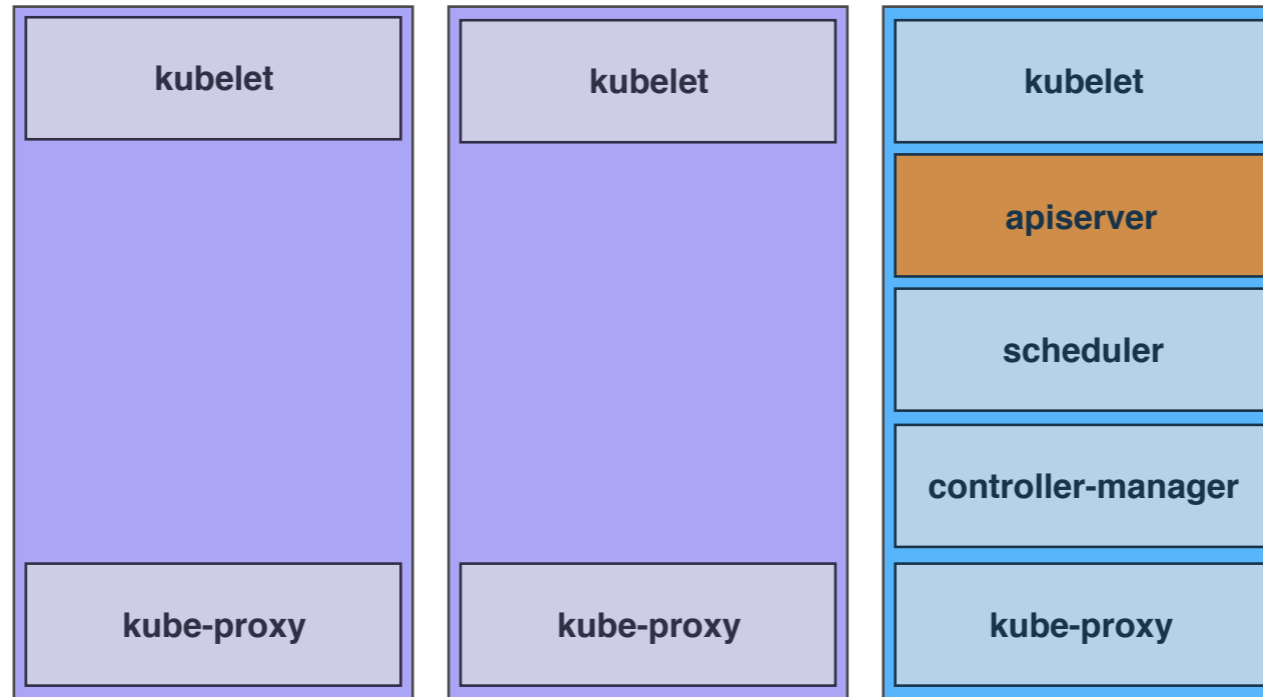 kubelet
kube-proxy
kubelet
kube-proxy
kubelet
apiserver
scheduler
controller-manager
kube-proxy